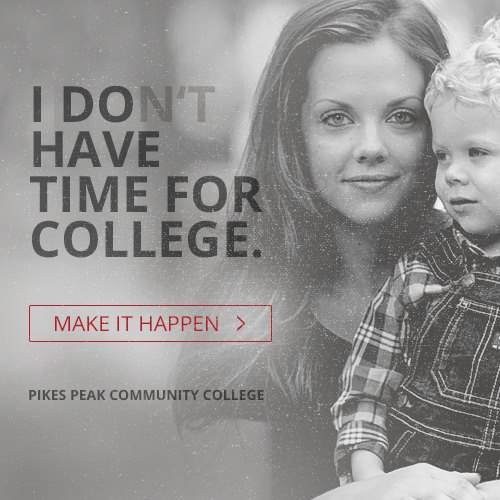 I DON'T
HAVE
TIME FOR
COLLEGE.
MAKE IT HAPPEN >
PIKES PEAK COMMUNITY COLLEGE